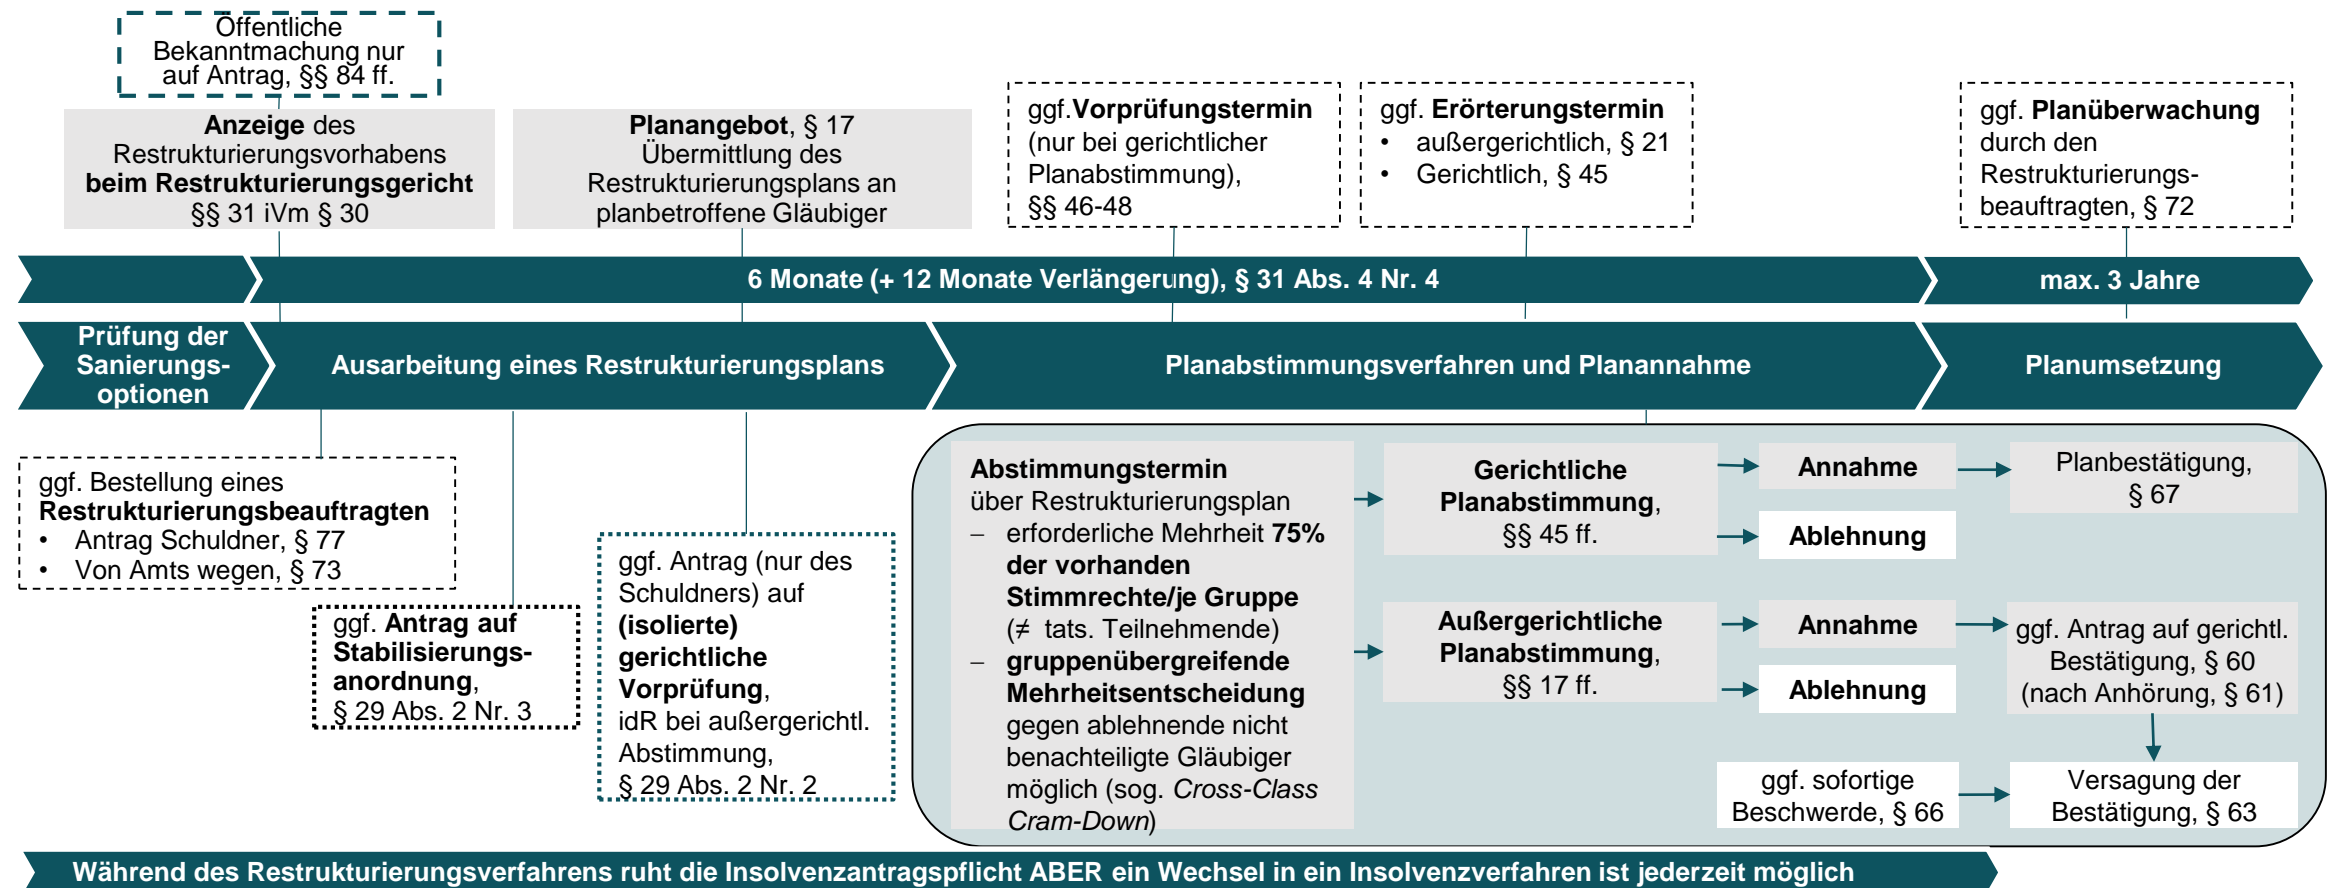 Öffentliche
Bekanntmachung nur
auf Antrag, §§ 84 ff.
Anzeige des
Restrukturierungsvorhabens
beim Restrukturierungsgericht
§§ 31 iVm § 30
Planangebot, § 17
Übermittlung des
Restrukturierungsplans an
planbetroffene Gläubiger
ggf.Vorprüfungstermin
(nur bei gerichtlicher
Planabstimmung),
§§ 46-48
ggf. Erörterungstermin
• außergerichtlich, § 21
• Gerichtlich, § 45
ggf. Planüberwachung
durch den
Restrukturierungs-
beauftragten, § 72
6 Monate (+ 12 Monate Verlängerung), § 31 Abs. 4 Nr. 4
max. 3 Jahre
Prüfung der
Sanierungs-
optionen
Ausarbeitung eines Restrukturierungsplans
Planabstimmungsverfahren und Planannahme
Planumsetzung
ggf. Bestellung eines
Restrukturierungsbeauftragten
• Antrag Schuldner, § 77
• Von Amts wegen, § 73
ggf. Antrag auf
Stabilisierungs-
anordnung,
§ 29 Abs. 2 Nr. 3
ggf. Antrag (nur des
Schuldners) auf
(isolierte)
gerichtliche
Vorprüfung,
idR bei außergerichtl.
Abstimmung,
§ 29 Abs. 2 Nr. 2
Abstimmungstermin
über Restrukturierungsplan
– erforderliche Mehrheit 75%
der vorhanden
Stimmrechte/je Gruppe
(≠ tats. Teilnehmende)
– gruppenübergreifende
Mehrheitsentscheidung
gegen ablehnende nicht
benachteiligte Gläubiger
möglich (sog. Cross-Class
Cram-Down)
Gerichtliche
Planabstimmung,
§§ 45 ff.
Annahme
Ablehnung
Planbestätigung,
§ 67
Außergerichtliche
Planabstimmung,
§§ 17 ff.
Annahme
Ablehnung
ggf. Antrag auf gerichtl.
Bestätigung, § 60
(nach Anhörung, § 61)
ggf. sofortige
Beschwerde, § 66
Versagung der
Bestätigung, § 63
Während des Restrukturierungsverfahrens ruht die Insolvenzantragspflicht ABER ein Wechsel in ein Insolvenzverfahren ist jederzeit möglich